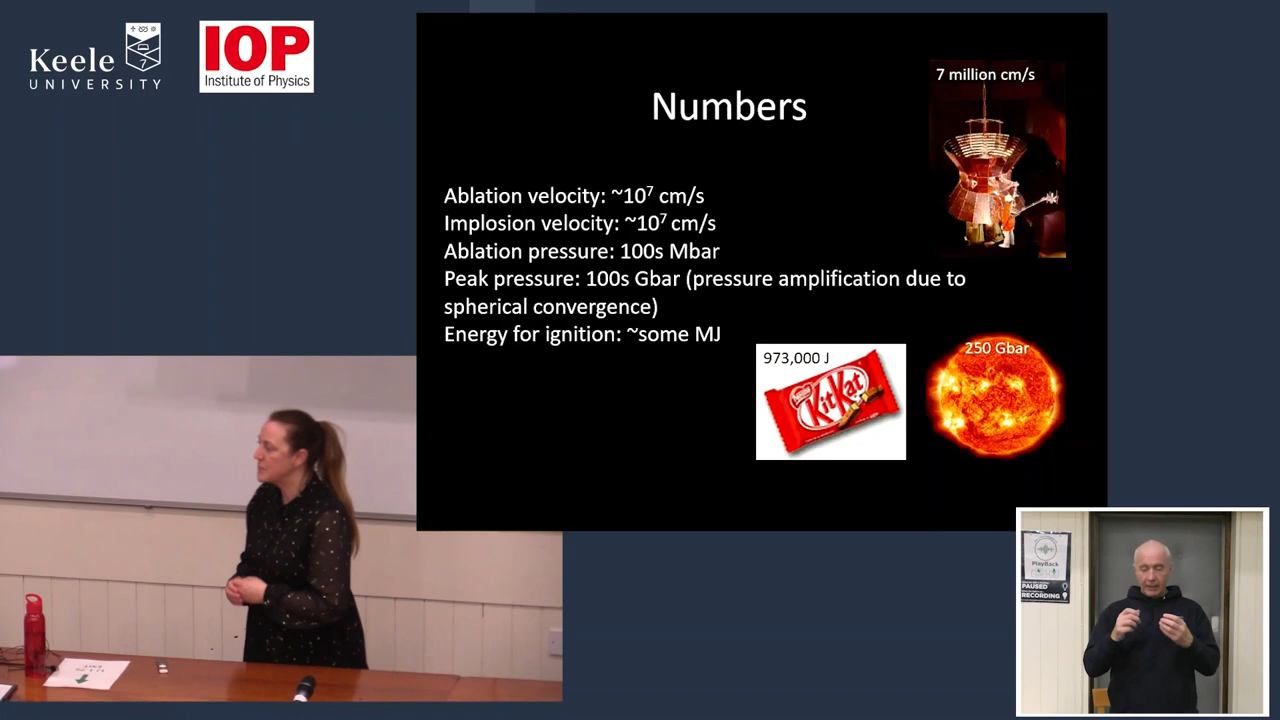 Keele
UNIVERSITY
IOP
Institute of Physics
Numbers
7 million cm/s
Ablation velocity: ~10⁷ cm/s
Implosion velocity: ~10⁷ cm/s
Ablation pressure: 100s Mbar
Peak pressure: 100s Gbar (pressure amplification due to
spherical convergence)
Energy for ignition: ~some MJ
973,000 J
KitKat
250 Gbar
PlayBack
PAUSED
RECORDING